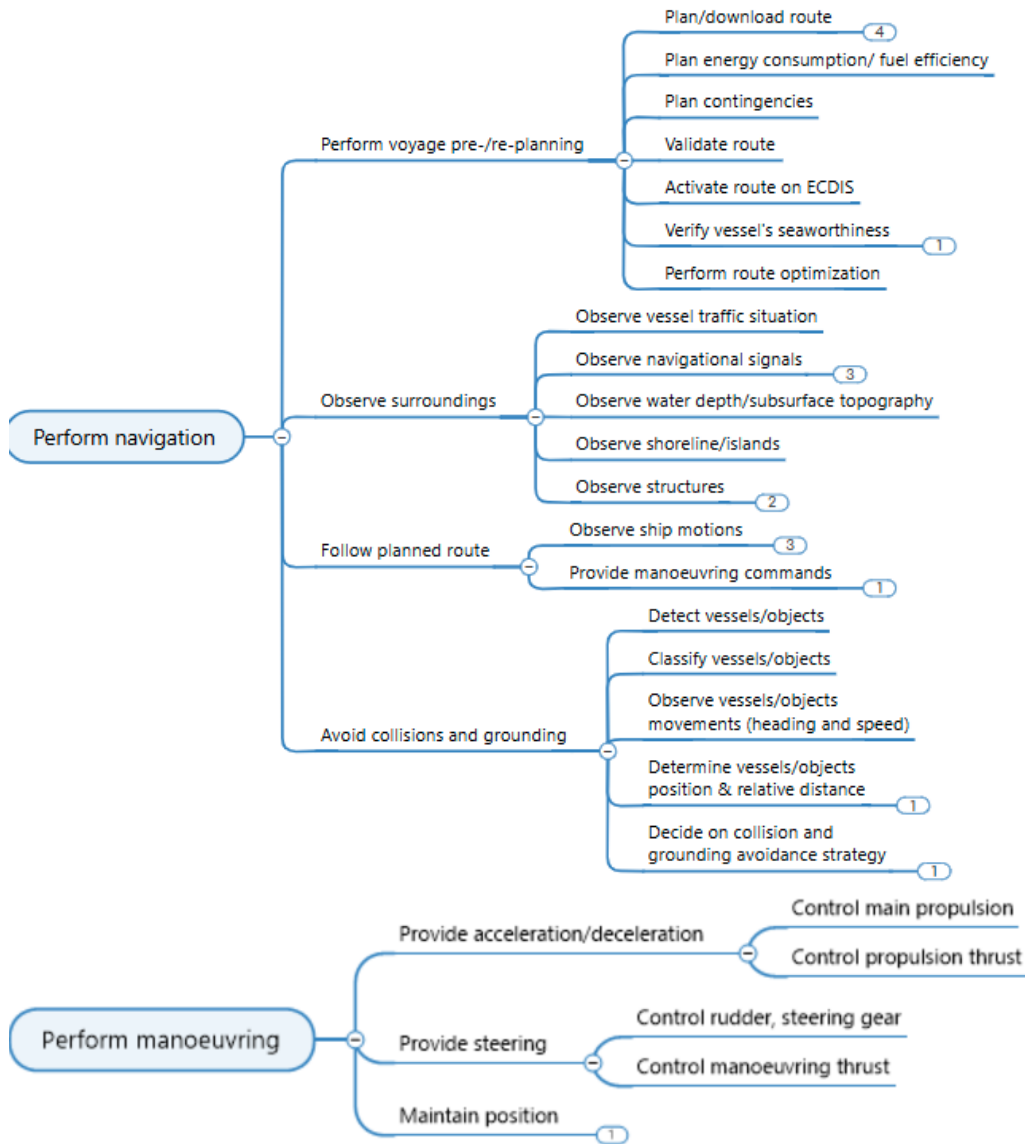 Plan/download route
4
Plan energy consumption/ fuel efficiency
Plan contingencies
Perform voyage pre-/re-planning
Validate route
Activate route on ECDIS
Verify vessel's seaworthiness
1
Perform route optimization
Observe vessel traffic situation
Observe navigational signals
3
Observe surroundings
Observe water depth/subsurface topography
Observe shoreline/islands
Observe structures
2
Perform navigation
Follow planned route
Observe ship motions
3
Provide manoeuvring commands
1
Detect vessels/objects
Classify vessels/objects
Observe vessels/objects
movements (heading and speed)
Avoid collisions and grounding
Determine vessels/objects
position & relative distance
1
Decide on collision and
grounding avoidance strategy
1
Control main propulsion
Provide acceleration/deceleration
Control propulsion thrust
Perform manoeuvring
Control rudder, steering gear
Provide steering
Control manoeuvring thrust
Maintain position
1